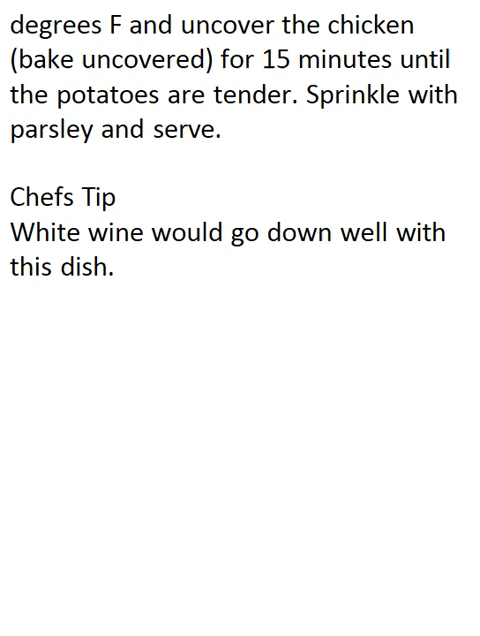 degrees F and uncover the chicken
(bake uncovered) for 15 minutes until
the potatoes are tender. Sprinkle with
parsley and serve.
Chefs Tip
White wine would go down well with
this dish.